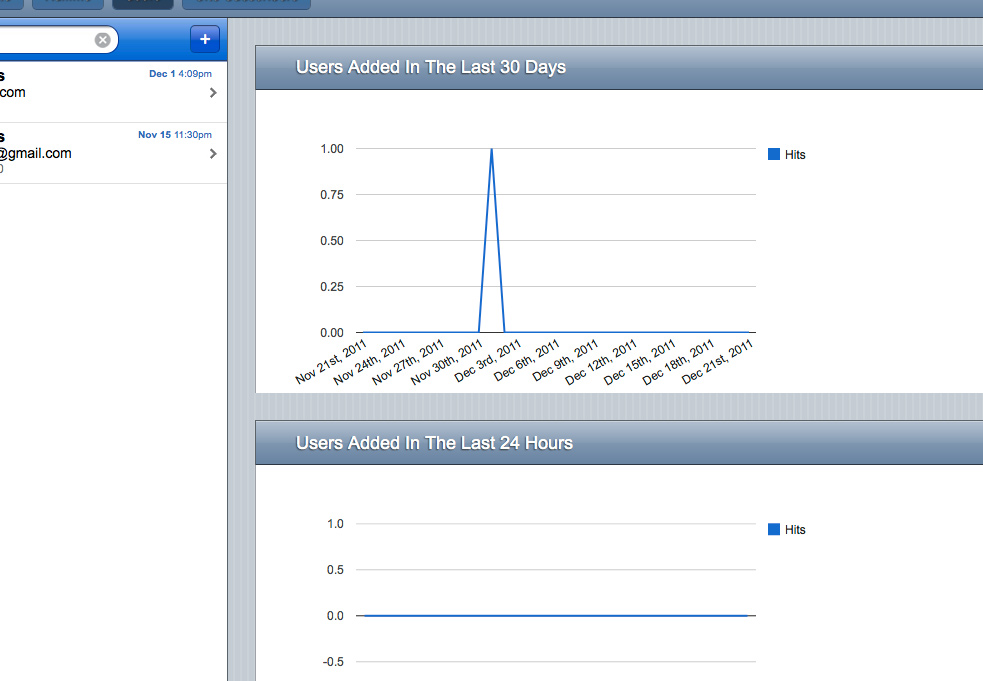 s
Dec 1 4:09pm
com
s
Nov 15 11:30pm
@gmail.com
0
Users Added In The Last 30 Days
1.00
0.75
0.50
0.25
0.00
Hits
Nov 21st, 2011
Nov 24th, 2011
Nov 27th, 2011
Nov 30th, 2011
Dec 3rd, 2011
Dec 6th, 2011
Dec 9th, 2011
Dec 12th, 2011
Dec 15th, 2011
Dec 18th, 2011
Dec 21st, 2011
Users Added In The Last 24 Hours
1.0
0.5
0.0
-0.5
Hits